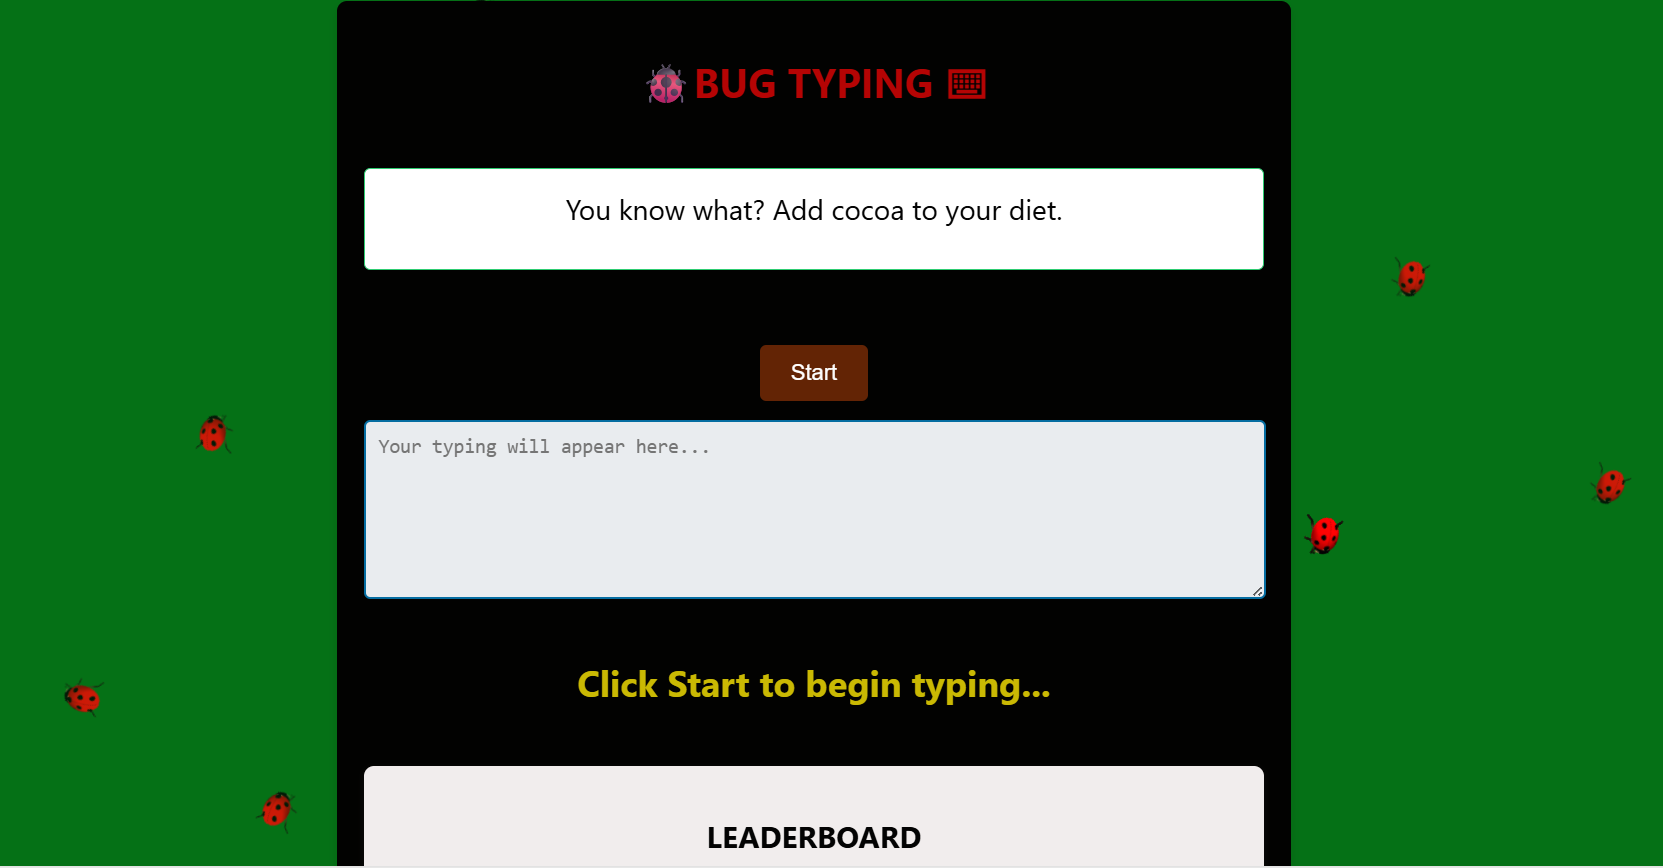 BUG TYPING
You know what? Add cocoa to your diet.
Start
Your typing will appear here...
Click Start to begin typing...
LEADERBOARD